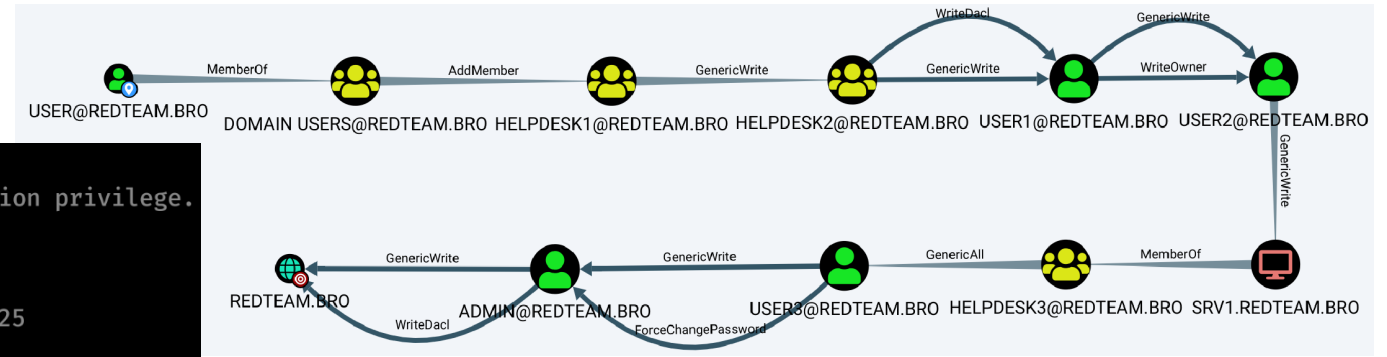 WriteDacl
GenericWrite
MemberOf
AddMember
GenericWrite
GenericWrite
WriteOwner
USER@REDTEAM.BRO
DOMAIN USERS@REDTEAM.BRO
HELPDESK1@REDTEAM.BRO
HELPDESK2@REDTEAM.BRO
USER1@REDTEAM.BRO
USER2@REDTEAM.BRO
GenericWrite
ion privilege.
25
GenericWrite
GenericWrite
GenericAll
MemberOf
REDTEAM.BRO
ADMIN@REDTEAM.BRO
USER3@REDTEAM.BRO
HELPDESK3@REDTEAM.BRO
SRV1.REDTEAM.BRO
WriteDacl
ForceChangePassword